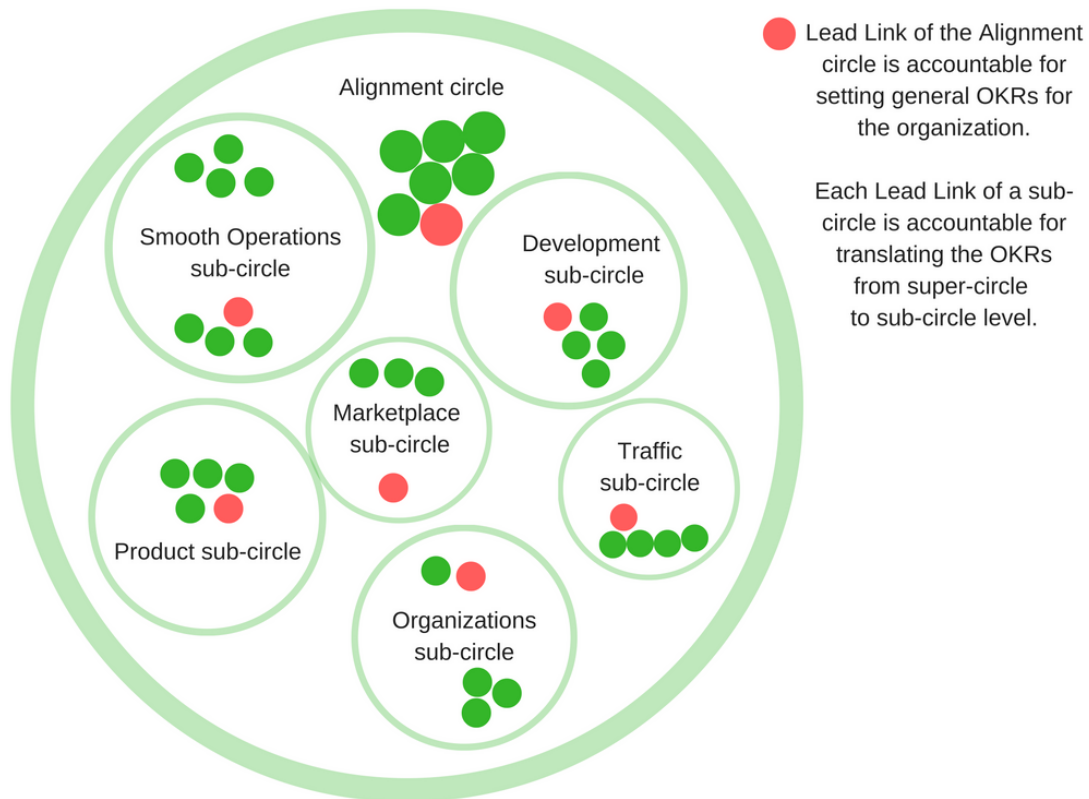 Alignment circle
Smooth Operations
sub-circle
Development
sub-circle
Marketplace
sub-circle
Traffic
sub-circle
Product sub-circle
Organizations
sub-circle
Lead Link of the Alignment
circle is accountable for
setting general OKRs for
the organization.
Each Lead Link of a sub-
circle is accountable for
translating the OKRs
from super-circle
to sub-circle level.